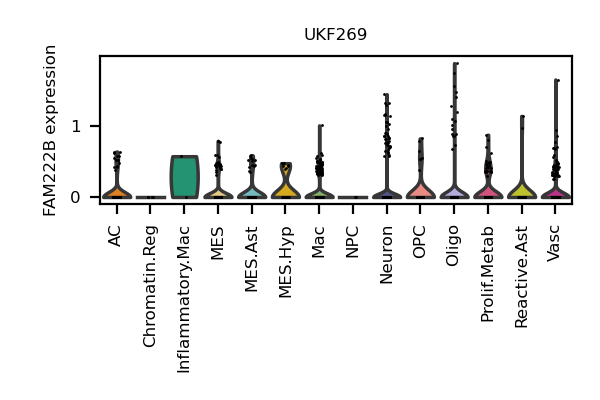 UKF269
FAM222B expression
1
0
AC
Chromatin.Reg
Inflammatory.Mac
MES
MES.Ast
MES.Hyp
Mac
NPC
Neuron
OPC
Oligo
Prolif.Metab
Reactive.Ast
Vasc